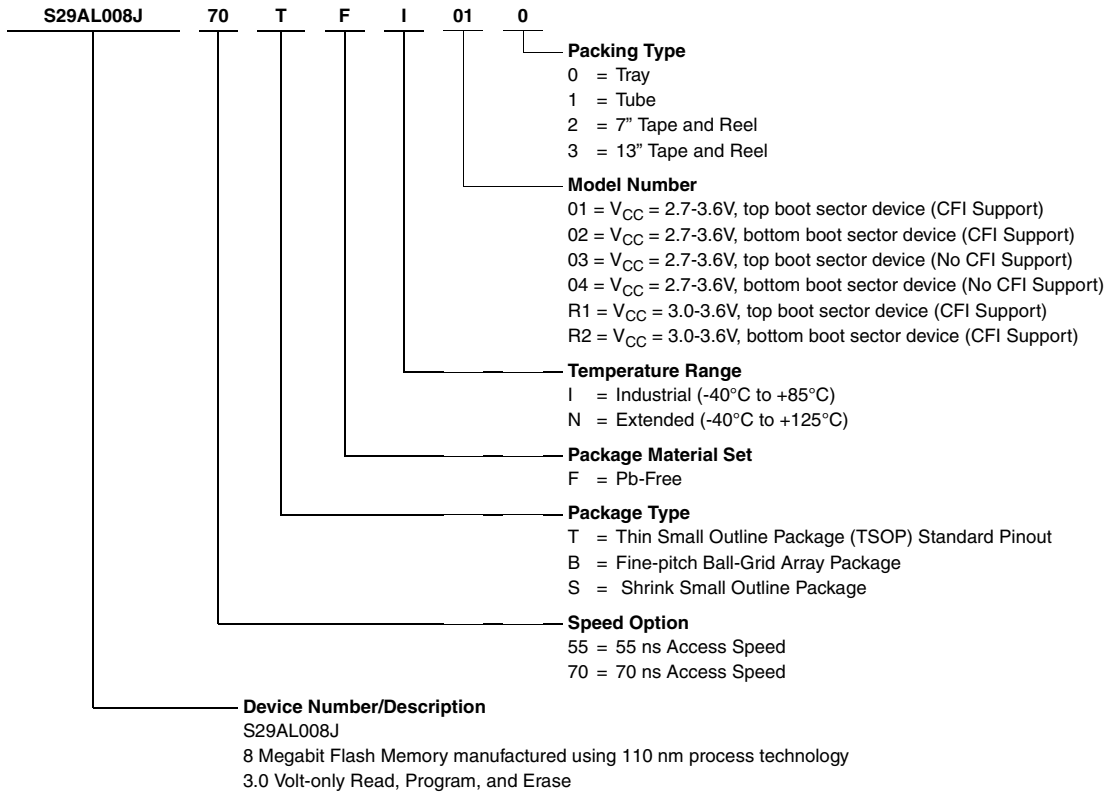 S29AL008J 70 T F I 01 0
Packing Type
0 = Tray
1 = Tube
2 = 7” Tape and Reel
3 = 13” Tape and Reel
Model Number
01 = VCC = 2.7-3.6V, top boot sector device (CFI Support)
02 = VCC = 2.7-3.6V, bottom boot sector device (CFI Support)
03 = VCC = 2.7-3.6V, top boot sector device (No CFI Support)
04 = VCC = 2.7-3.6V, bottom boot sector device (No CFI Support)
R1 = VCC = 3.0-3.6V, top boot sector device (CFI Support)
R2 = VCC = 3.0-3.6V, bottom boot sector device (CFI Support)
Temperature Range
I = Industrial (-40°C to +85°C)
N = Extended (-40°C to +125°C)
Package Material Set
F = Pb-Free
Package Type
T = Thin Small Outline Package (TSOP) Standard Pinout
B = Fine-pitch Ball-Grid Array Package
S = Shrink Small Outline Package
Speed Option
55 = 55 ns Access Speed
70 = 70 ns Access Speed
Device Number/Description
S29AL008J
8 Megabit Flash Memory manufactured using 110 nm process technology
3.0 Volt-only Read, Program, and Erase